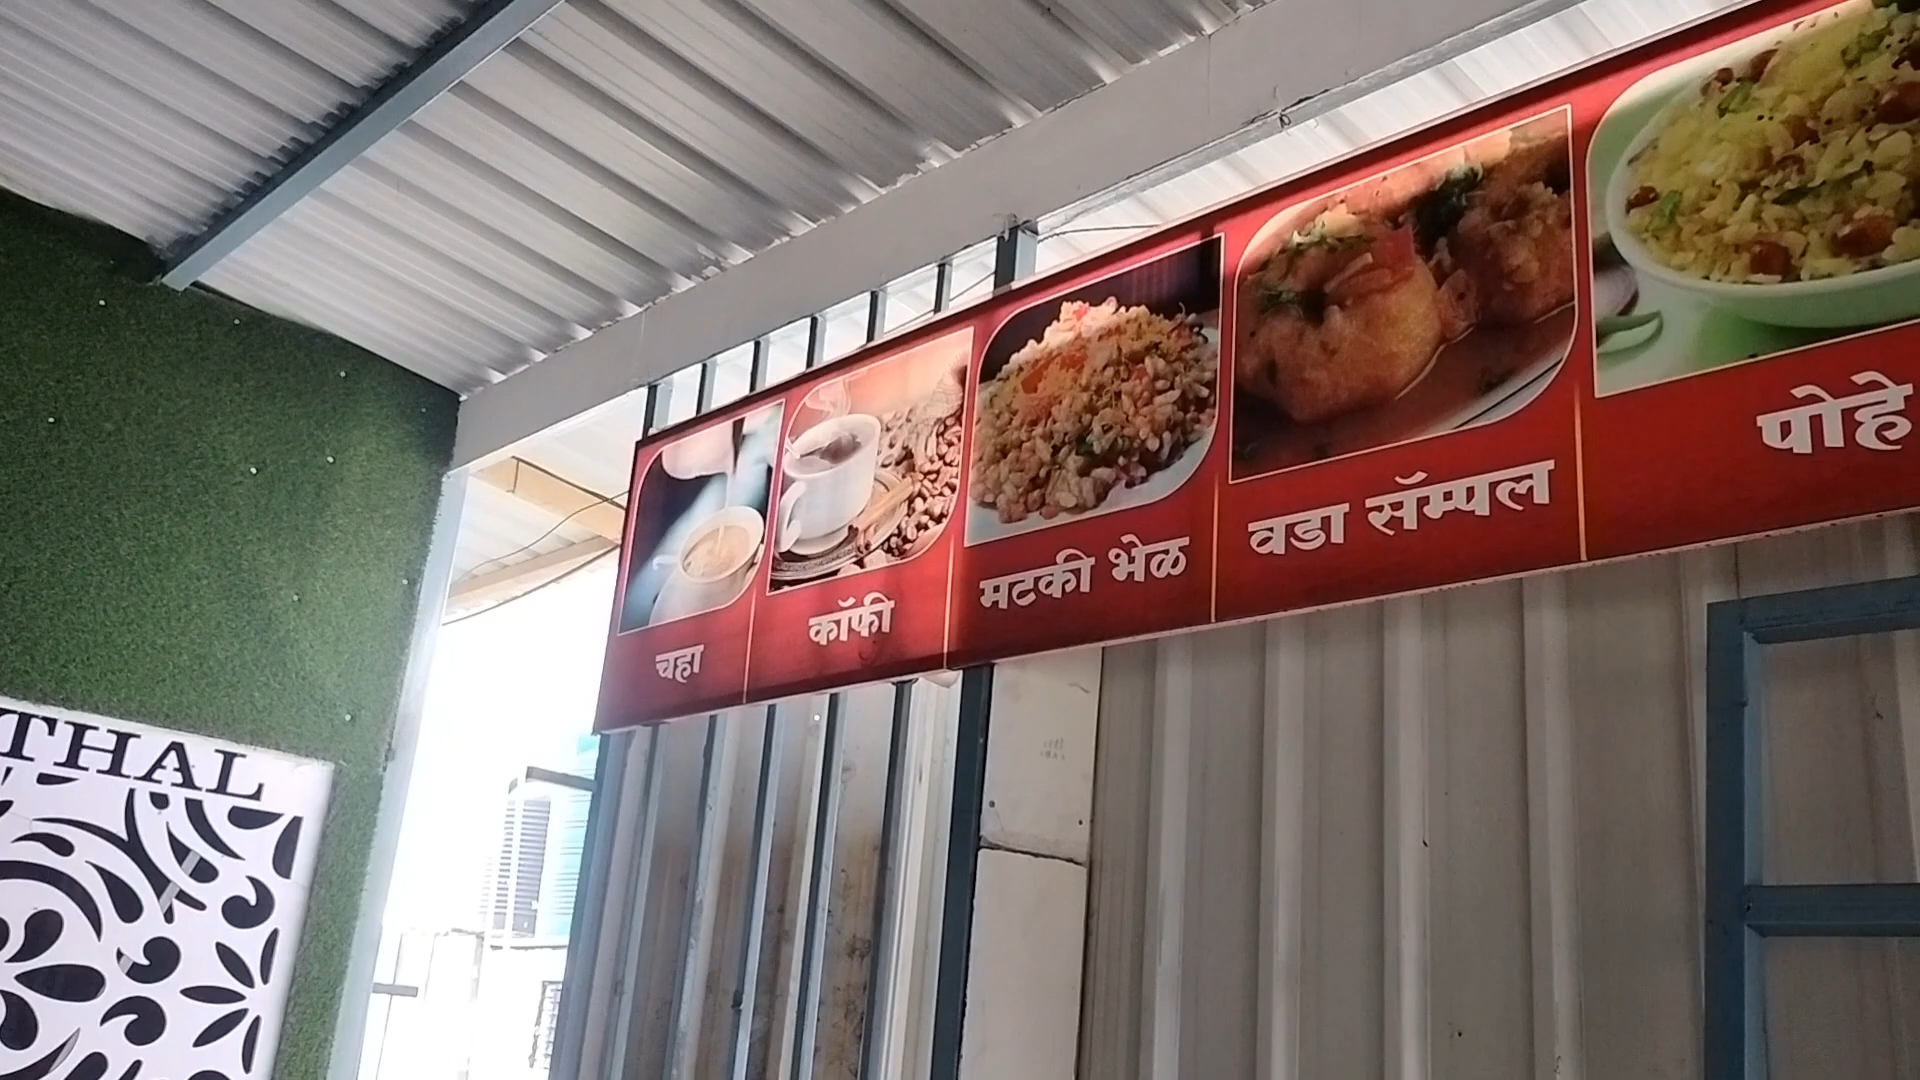 चहा
कॉफी
मटकी भेळ
वडा सॅम्पल
पोहे
THAL